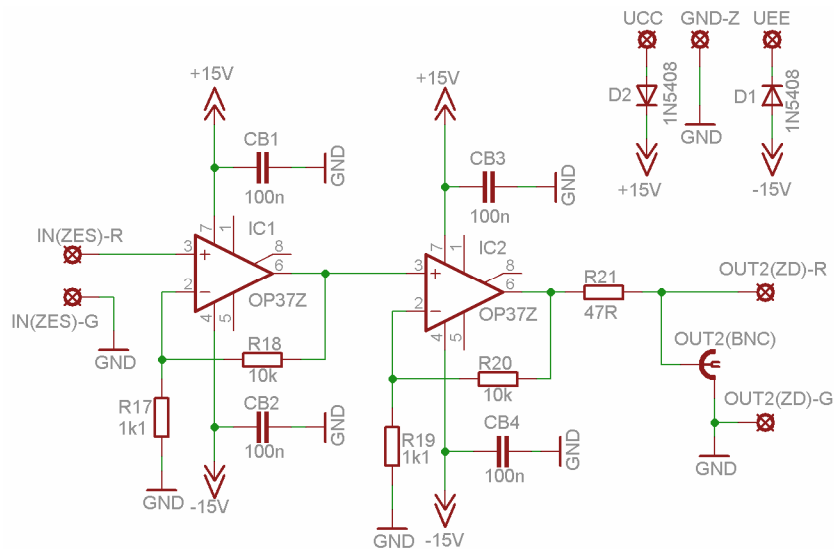 UCC GND-Z UEE
D2
1N5408
D1
1N5408
GND
+15V
-15V
+15V
+15V
CB1
100n
GND
CB3
100n
GND
IN(ZES)-R
IN(ZES)-G
GND
7
1
IC1
3
+
8
6
2
−
4
5
OP37Z
7
1
IC2
3
+
8
6
2
−
4
5
OP37Z
R21
47R
OUT2(ZD)-R
OUT2(BNC)
OUT2(ZD)-G
GND
R18
10k
R20
10k
R17
1k1
GND
CB2
100n
GND
-15V
R19
1k1
GND
CB4
100n
GND
-15V